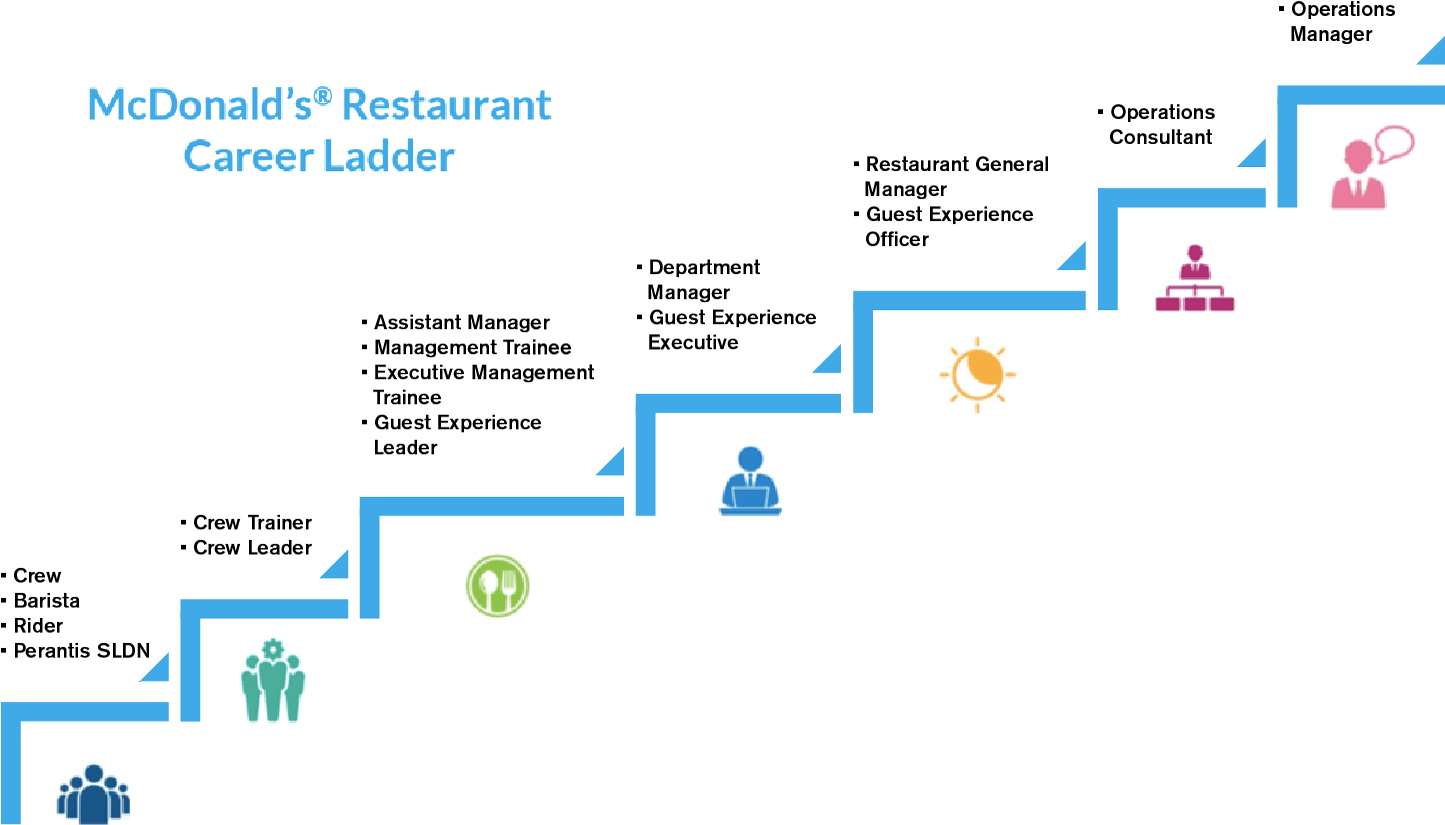 McDonald's® Restaurant
Career Ladder
▪ Crew
▪ Barista
▪ Rider
▪ Perantis SLDN
▪ Crew Trainer
▪ Crew Leader
▪ Assistant Manager
▪ Management Trainee
▪ Executive Management
Trainee
▪ Guest Experience
Leader
▪ Department
Manager
▪ Guest Experience
Executive
▪ Restaurant General
Manager
▪ Guest Experience
Officer
▪ Operations
Consultant
▪ Operations
Manager